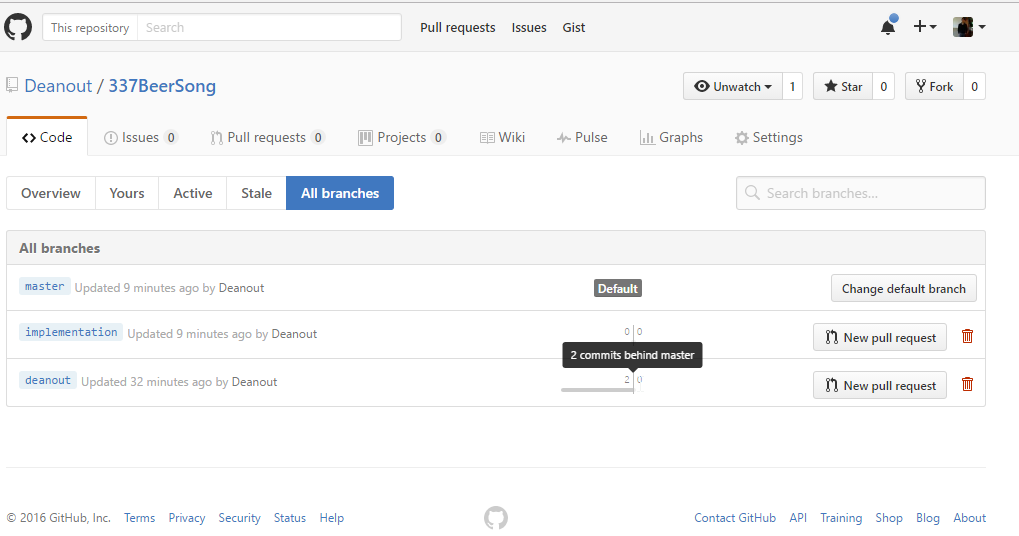 This repository Search Pull requests Issues Gist
Deanout / 337BeerSong Unwatch 1 Star 0 Fork 0
Code Issues 0 Pull requests 0 Projects 0 Wiki Pulse Graphs Settings
Overview Yours Active Stale All branches Search branches...
All branches
master Updated 9 minutes ago by Deanout Default Change default branch
implementation Updated 9 minutes ago by Deanout 0 0 New pull request
2 commits behind master
deanout Updated 32 minutes ago by Deanout 2 0 New pull request
© 2016 GitHub, Inc. Terms Privacy Security Status Help Contact GitHub API Training Shop Blog About